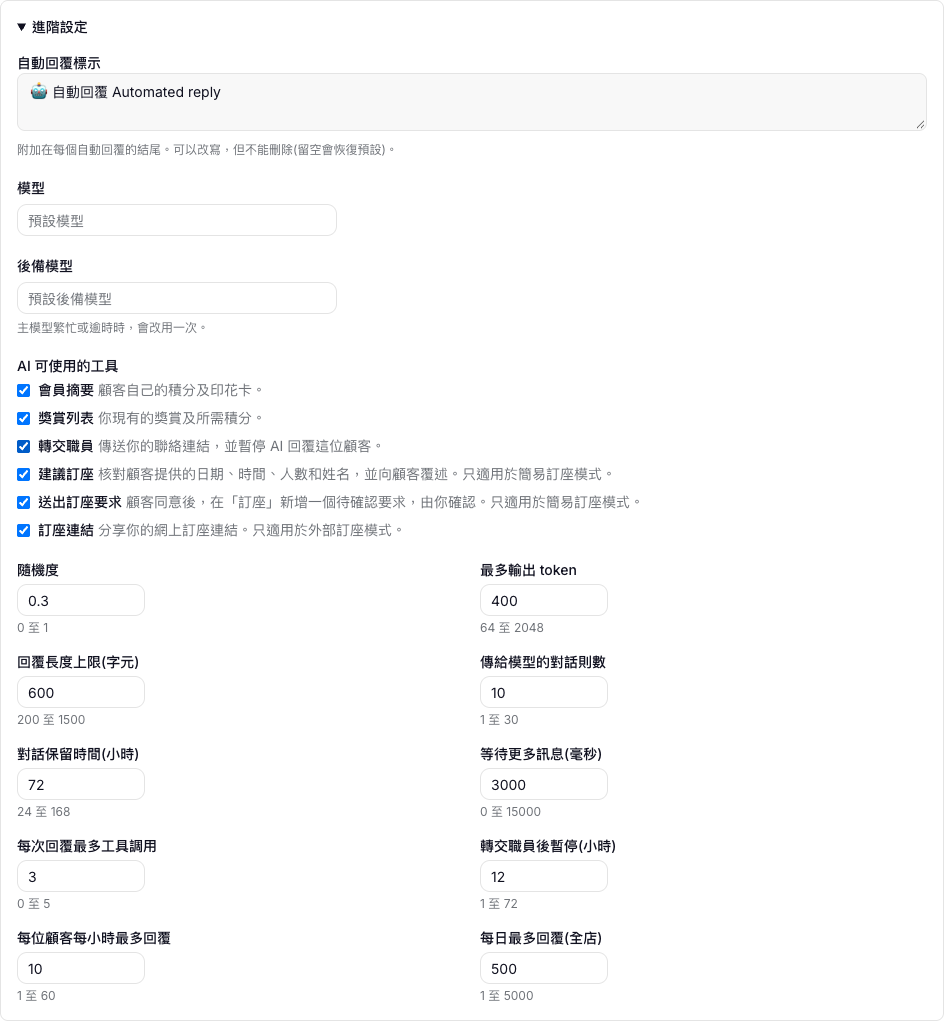 ▼ 進階設定
自動回覆標示
🤖 自動回覆 Automated reply
附加在每個自動回覆的結尾。可以改寫，但不能刪除(留空會恢復預設)。
模型
預設模型
後備模型
預設後備模型
主模型繁忙或逾時時，會改用一次。
AI 可使用的工具
會員摘要 顧客自己的積分及印花卡。
獎賞列表 你現有的獎賞及所需積分。
轉交職員 傳送你的聯絡連結，並暫停 AI 回覆這位顧客。
建議訂座 核對顧客提供的日期、時間、人數和姓名，並向顧客覆述。只適用於簡易訂座模式。
送出訂座要求 顧客同意後，在「訂座」新增一個待確認要求，由你確認。只適用於簡易訂座模式。
訂座連結 分享你的網上訂座連結。只適用於外部訂座模式。
隨機度
0.3
0 至 1
最多輸出 token
400
64 至 2048
回覆長度上限(字元)
600
200 至 1500
傳給模型的對話則數
10
1 至 30
對話保留時間(小時)
72
24 至 168
等待更多訊息(毫秒)
3000
0 至 15000
每次回覆最多工具調用
3
0 至 5
轉交職員後暫停(小時)
12
1 至 72
每位顧客每小時最多回覆
10
1 至 60
每日最多回覆(全店)
500
1 至 5000